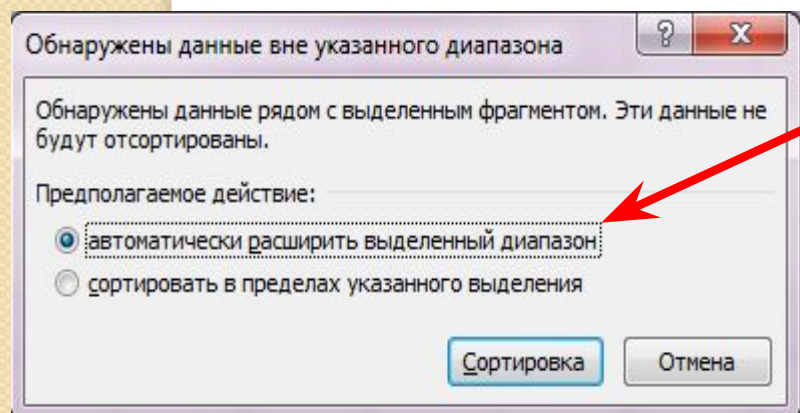 Обнаружены данные вне указанного диапазона
Обнаружены данные рядом с выделенным фрагментом. Эти данные не
будут отсортированы.
Предполагаемое действие:
автоматически расширить выделенный диапазон
сортировать в пределах указанного выделения
Сортировка Отмена